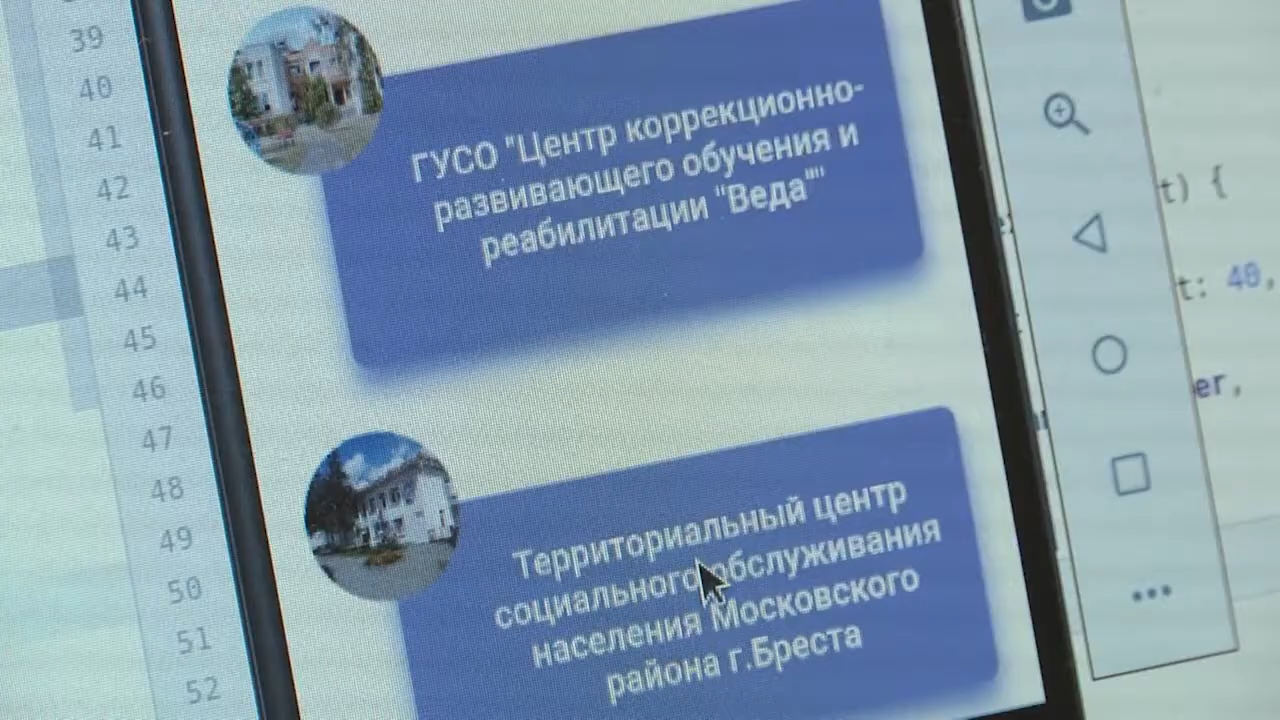 39
40
41
42
43
44
45
46
47
48
49
50
51
52
ГУСО "Центр коррекционно-
развивающего обучения и
реабилитации "Веда""
Территориальный центр
социального обслуживания
населения Московского
района г.Бреста
t) {
t: 40,
er,